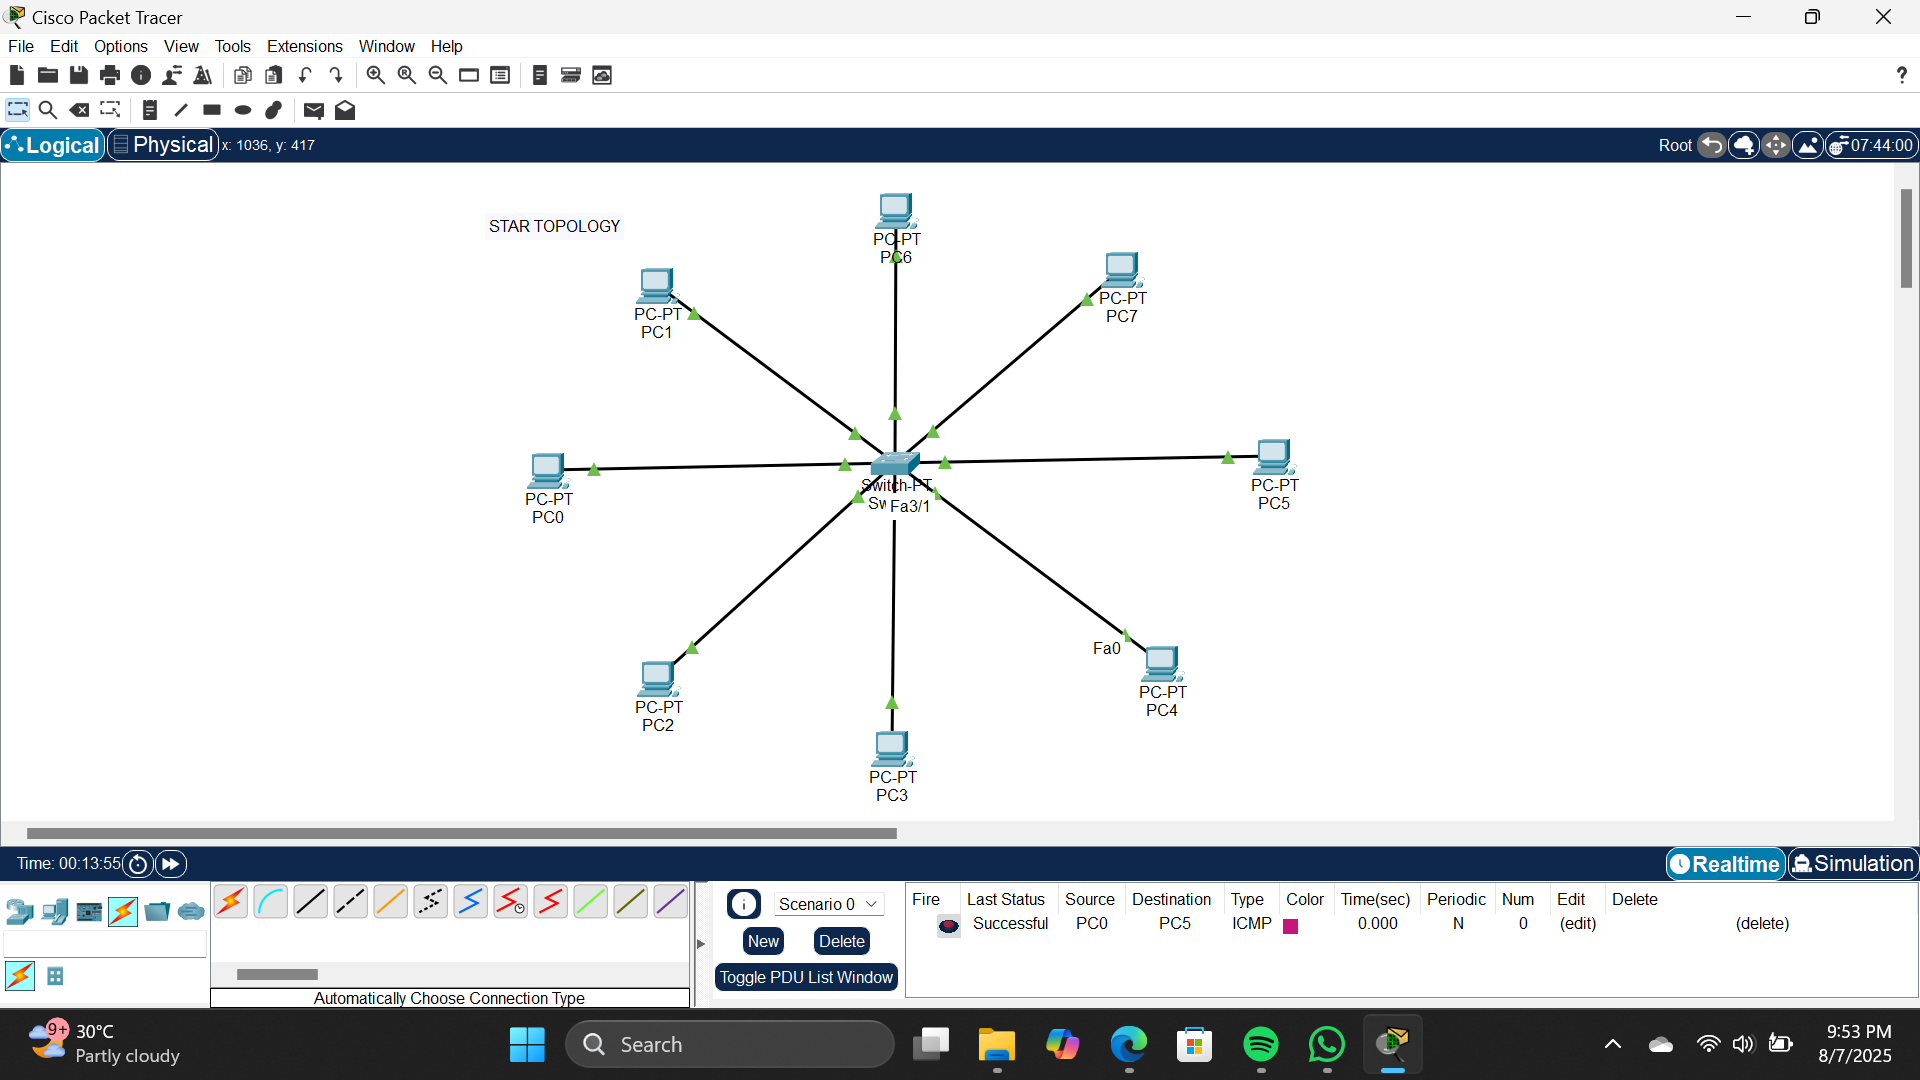 Cisco Packet Tracer
File Edit Options View Tools Extensions Window Help
?
Logical Physical x: 1036, y: 417 Root 07:44:00
STAR TOPOLOGY
PC-PT
PC6
PC-PT
PC7
PC-PT
PC1
PC-PT
PC0
Switch-PT
Sw Fa3/1
PC-PT
PC5
Fa0
PC-PT
PC4
PC-PT
PC2
PC-PT
PC3
Time: 00:13:55 Realtime Simulation
Scenario 0
New Delete
Toggle PDU List Window
Automatically Choose Connection Type
Fire Last Status Source Destination Type Color Time(sec) Periodic Num Edit Delete
Successful PC0 PC5 ICMP 0.000 N 0 (edit) (delete)
9+ 30°C
Partly cloudy
Search
9:53 PM
8/7/2025